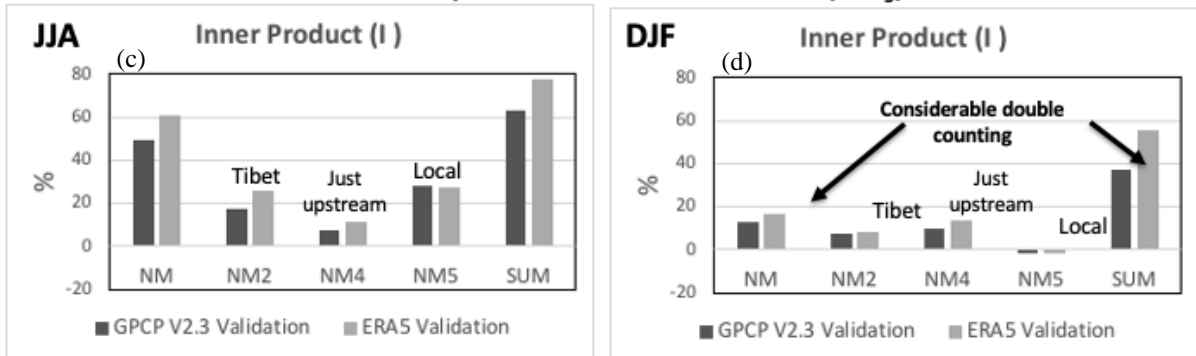 JJA
Inner Product (I )
(c)
80
60
40
20
0
-20
%
Tibet
Just
upstream
Local
NM
NM2
NM4
NM5
SUM
GPCP V2.3 Validation
ERA5 Validation
DJF
Inner Product (I )
(d)
80
60
40
20
0
-20
%
Considerable double
counting
Tibet
Just
upstream
Local
NM
NM2
NM4
NM5
SUM
GPCP V2.3 Validation
ERA5 Validation